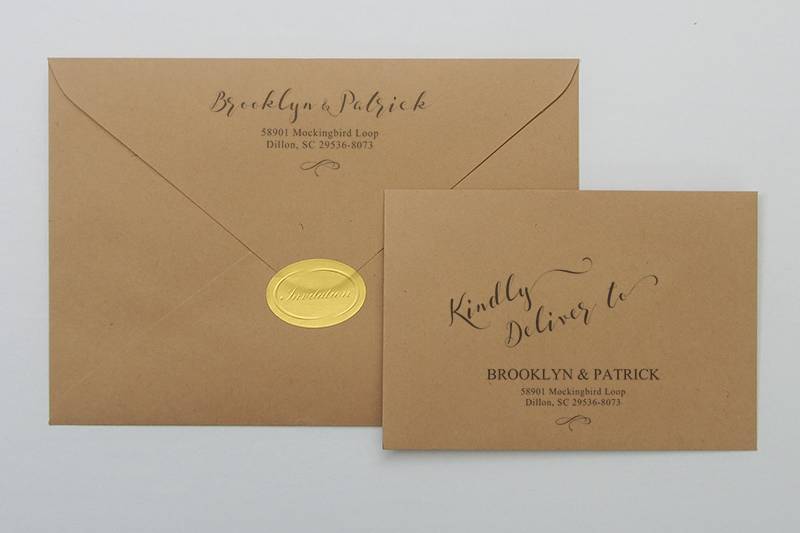 Brooklyn & Patrick
58901 Mockingbird Loop
Dillon, SC 29536-8073
Invitation
Kindly
Deliver to
BROOKLYN & PATRICK
58901 Mockingbird Loop
Dillon, SC 29536-8073